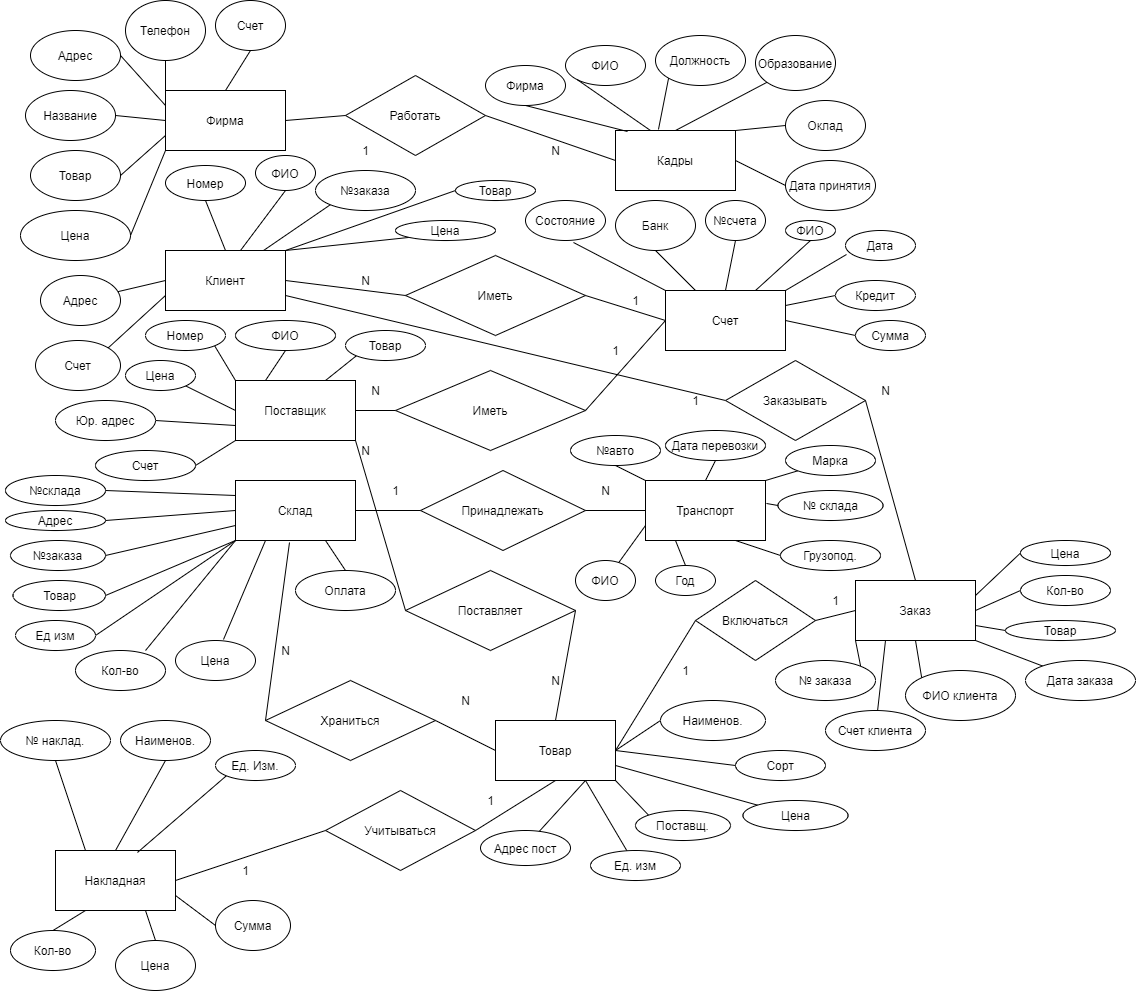 Телефон
Счет
Адрес
Название
Товар
Цена
Фирма
Работать
1
N
Фирма
ФИО
Должность
Образование
Оклад
Дата принятия
Кадры
Номер
ФИО
№заказа
Товар
Цена
Клиент
Адрес
Счет
N
Иметь
1
Состояние
Банк
№счета
ФИО
Дата
Кредит
Сумма
Счет
Номер
ФИО
Товар
Цена
Юр. адрес
Счет
Поставщик
N
Иметь
1
1
Заказывать
N
N
№склада
Адрес
№заказа
Товар
Ед изм
Кол-во
Цена
Оплата
Склад
1
Принадлежать
N
№авто
Дата перевозки
Марка
№ склада
Грузопод.
Год
ФИО
Транспорт
Поставляет
N
Включаться
1
1
Заказ
Цена
Кол-во
Товар
Дата заказа
ФИО клиента
Счет клиента
№ заказа
N
Храниться
N
Товар
Наименов.
Сорт
Цена
Поставщ.
Ед. изм
Адрес пост
1
Учитываться
1
№ наклад.
Наименов.
Ед. Изм.
Накладная
Кол-во
Цена
Сумма